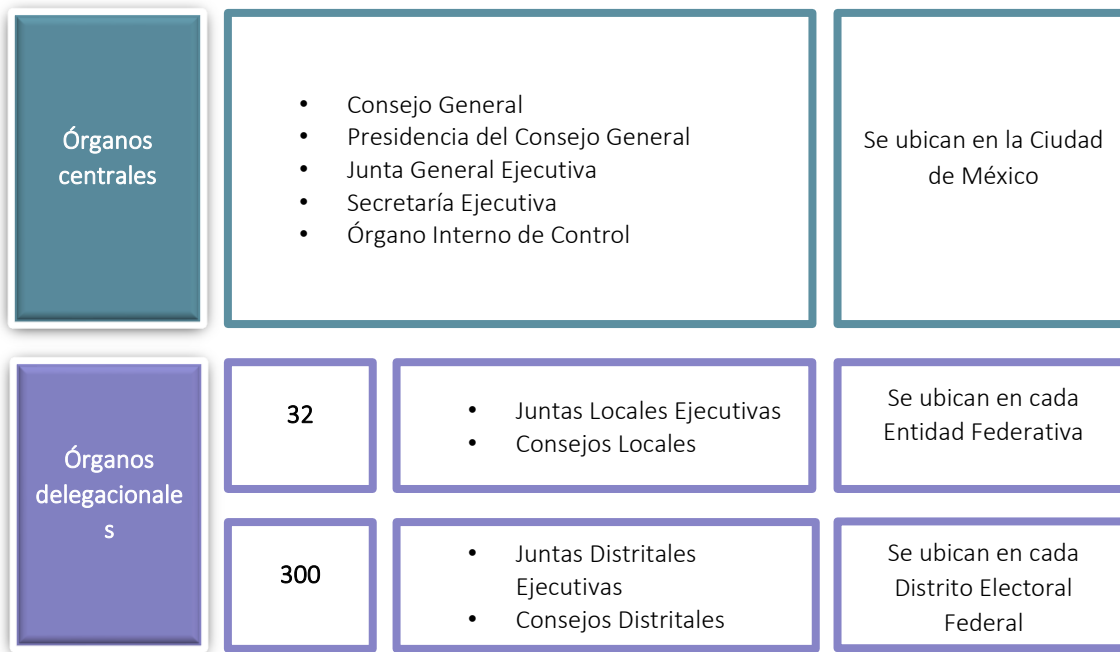 Órganos
centrales
• Consejo General
• Presidencia del Consejo General
• Junta General Ejecutiva
• Secretaría Ejecutiva
• Órgano Interno de Control
Se ubican en la Ciudad
de México
Órganos
delegacionale
s
32
• Juntas Locales Ejecutivas
• Consejos Locales
Se ubican en cada
Entidad Federativa
300
• Juntas Distritales
Ejecutivas
• Consejos Distritales
Se ubican en cada
Distrito Electoral
Federal